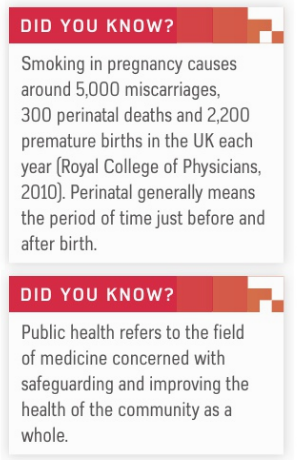 DID YOU KNOW?
Smoking in pregnancy causes
around 5,000 miscarriages,
300 perinatal deaths and 2,200
premature births in the UK each
year (Royal College of Physicians,
2010). Perinatal generally means
the period of time just before and
after birth.
DID YOU KNOW?
Public health refers to the field
of medicine concerned with
safeguarding and improving the
health of the community as a
whole.